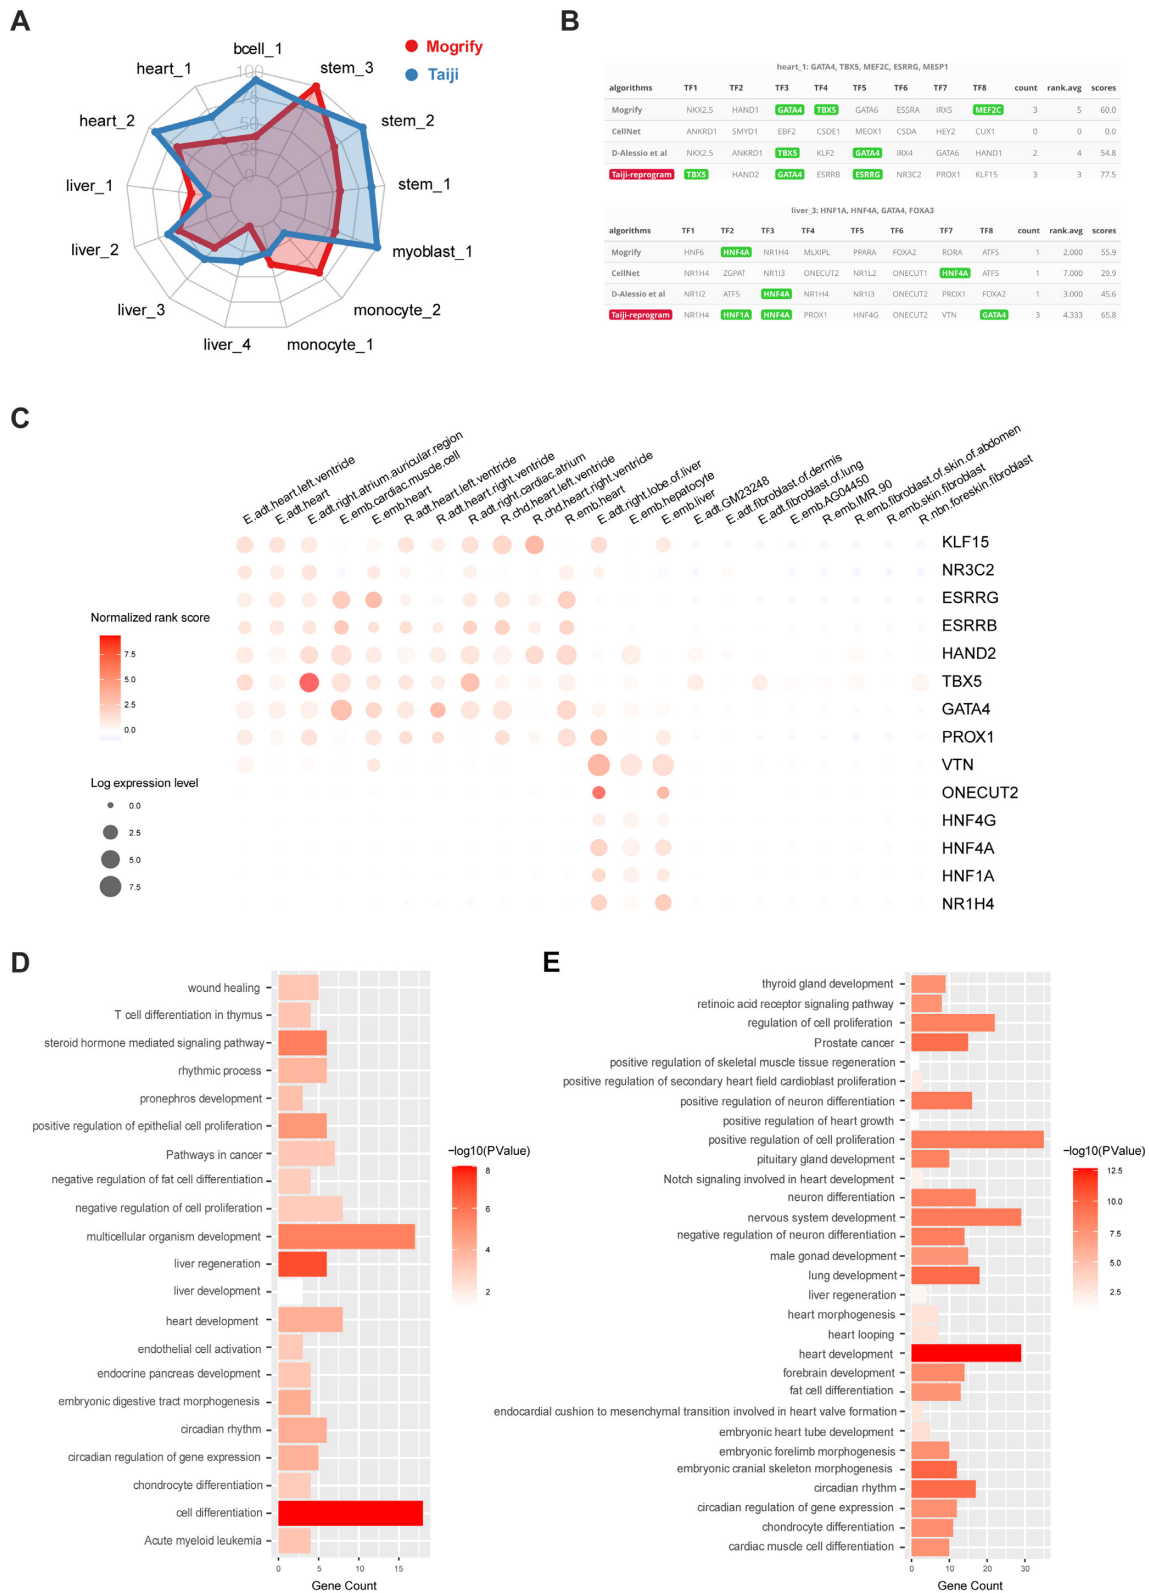 A
bcell_1
stem_3
stem_2
stem_1
myoblast_1
monocyte_2
monocyte_1
liver_4
liver_3
liver_2
liver_1
heart_2
heart_1
100
75
25
0
Mogrify
Taiji
B
heart_1: GATA4, TBX5, MEF2C, ESRRG, MESP1
algorithms TF1 TF2 TF3 TF4 TF5 TF6 TF7 TF8 count rank.avg scores
Mogrify NKX2.5 HAND1 GATA4 TBX5 GATA6 ESSRA IRX5 MEF2C 3 5 60.0
CellNet ANKRD1 SMYD1 EBF2 CSDE1 MEOX1 CSDA HEY2 CUX1 0 0 0.0
D-Alessio et al NKX2.5 ANKRD1 TBX5 KLF2 GATA4 IRX4 GATA6 HAND1 2 4 54.8
Taiji-reprogram TBX5 HAND2 GATA4 ESRRB ESRRG NR3C2 PROX1 KLF15 3 3 77.5
liver_3: HNF1A, HNF4A, GATA4, FOXA3
algorithms TF1 TF2 TF3 TF4 TF5 TF6 TF7 TF8 count rank.avg scores
Mogrify HNF6 HNF4A NR1H4 MLXIPL PPARA FOXA2 RORA ATF5 1 2.000 55.9
CellNet NR1H4 ZGPAT NR1I3 ONECUT2 NR1L2 ONECUT1 HNF4A ATF5 1 7.000 29.9
D-Alessio et al NR1I2 ATF5 HNF4A NR1H4 NR1I3 ONECUT2 PROX1 FOXA2 1 3.000 45.6
Taiji-reprogram NR1H4 HNF1A HNF4A PROX1 HNF4G ONECUT2 VTN GATA4 3 4.333 65.8
C
E.adt.heart.left.ventricle
E.adt.heart
E.adt.right.atrium.auricular.region
E.emb.cardiac.muscle.cell
E.emb.heart
R.adt.heart.left.ventricle
R.adt.heart.right.ventricle
R.adt.right.cardiac.atrium
R.chd.heart.left.ventricle
R.chd.heart.right.ventricle
R.emb.heart
E.adt.right.lobe.of.liver
E.emb.hepatocyte
E.emb.liver
E.adt.GM23248
E.adt.fibroblast.of.dermis
E.adt.fibroblast.of.lung
E.emb.AG04450
R.emb.IMR.90
R.emb.fibroblast.of.skin.of.abdomen
R.emb.skin.fibroblast
R.nbn.foreskin.fibroblast
KLF15
NR3C2
ESRRG
ESRRB
HAND2
TBX5
GATA4
PROX1
VTN
ONECUT2
HNF4G
HNF4A
HNF1A
NR1H4
Normalized rank score
7.5
5.0
2.5
0.0
Log expression level
0.0
2.5
5.0
7.5
D
wound healing
T cell differentiation in thymus
steroid hormone mediated signaling pathway
rhythmic process
pronephros development
positive regulation of epithelial cell proliferation
Pathways in cancer
negative regulation of fat cell differentiation
negative regulation of cell proliferation
multicellular organism development
liver regeneration
liver development
heart development
endothelial cell activation
endocrine pancreas development
embryonic digestive tract morphogenesis
circadian rhythm
circadian regulation of gene expression
chondrocyte differentiation
cell differentiation
Acute myeloid leukemia
0 5 10 15
Gene Count
−log10(PValue)
8
6
4
2
E
thyroid gland development
retinoic acid receptor signaling pathway
regulation of cell proliferation
Prostate cancer
positive regulation of skeletal muscle tissue regeneration
positive regulation of secondary heart field cardioblast proliferation
positive regulation of neuron differentiation
positive regulation of heart growth
positive regulation of cell proliferation
pituitary gland development
Notch signaling involved in heart development
neuron differentiation
nervous system development
negative regulation of neuron differentiation
male gonad development
lung development
liver regeneration
heart morphogenesis
heart looping
heart development
forebrain development
fat cell differentiation
endocardial cushion to mesenchymal transition involved in heart valve formation
embryonic heart tube development
embryonic forelimb morphogenesis
embryonic cranial skeleton morphogenesis
circadian rhythm
circadian regulation of gene expression
chondrocyte differentiation
cardiac muscle cell differentiation
0 10 20 30
Gene Count
−log10(PValue)
12.5
10.0
7.5
5.0
2.5